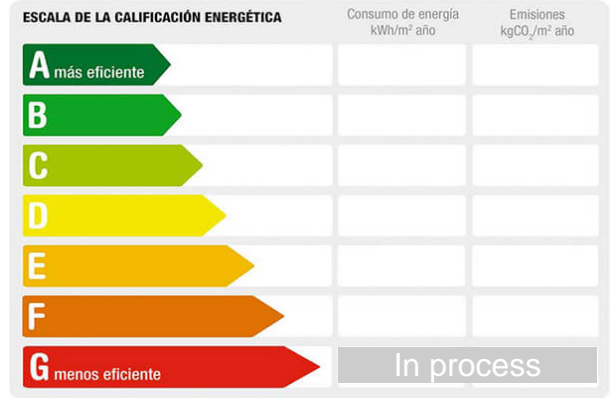 ESCALA DE LA CALIFICACIÓN ENERGÉTICA
Consumo de energía
kWh/m² año
Emisiones
kgCO₂/m² año
A más eficiente
B
C
D
E
F
G menos eficiente
In process